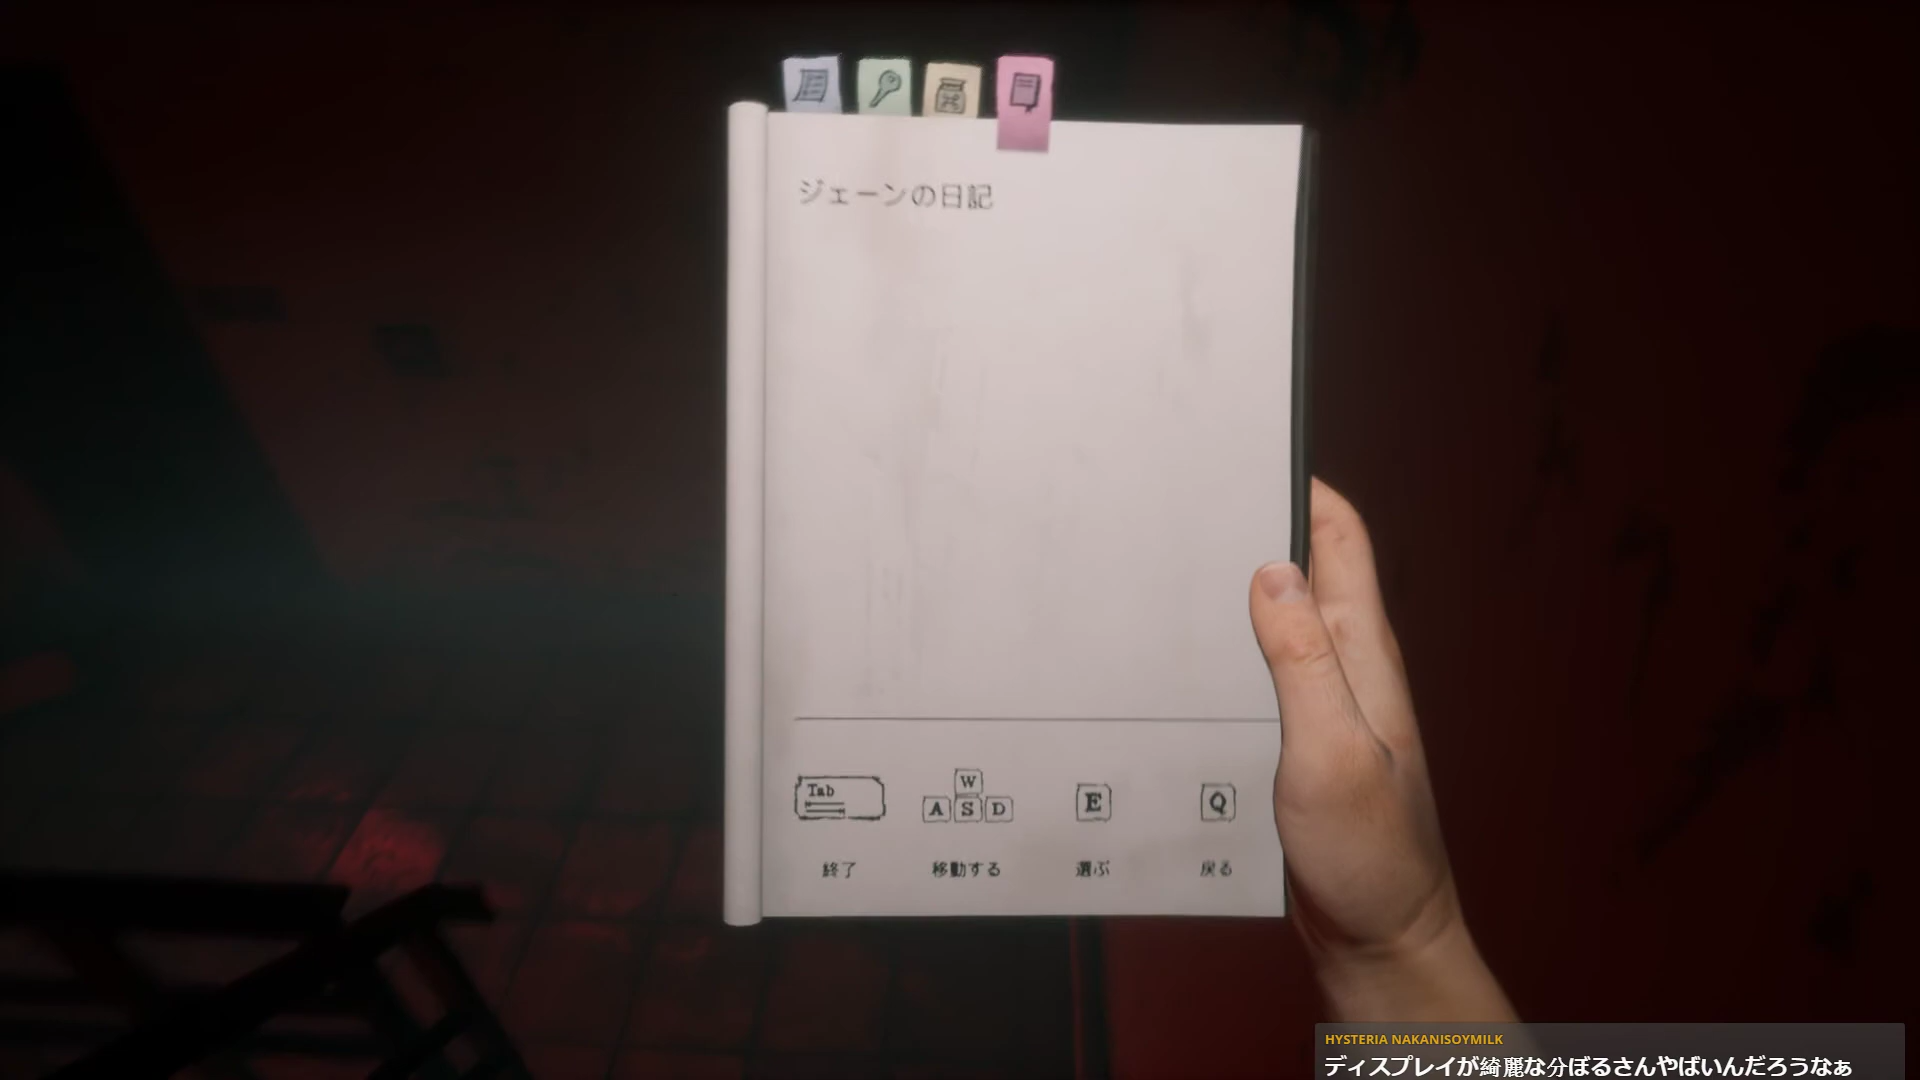 ジェーンの日記
Tab
W
A S D
E
Q
終了
移動する
選ぶ
戻る
HYSTERIA NAKANISOYMILK
ディスプレイが綺麗な分ぼるさんやばいんだろうなぁ